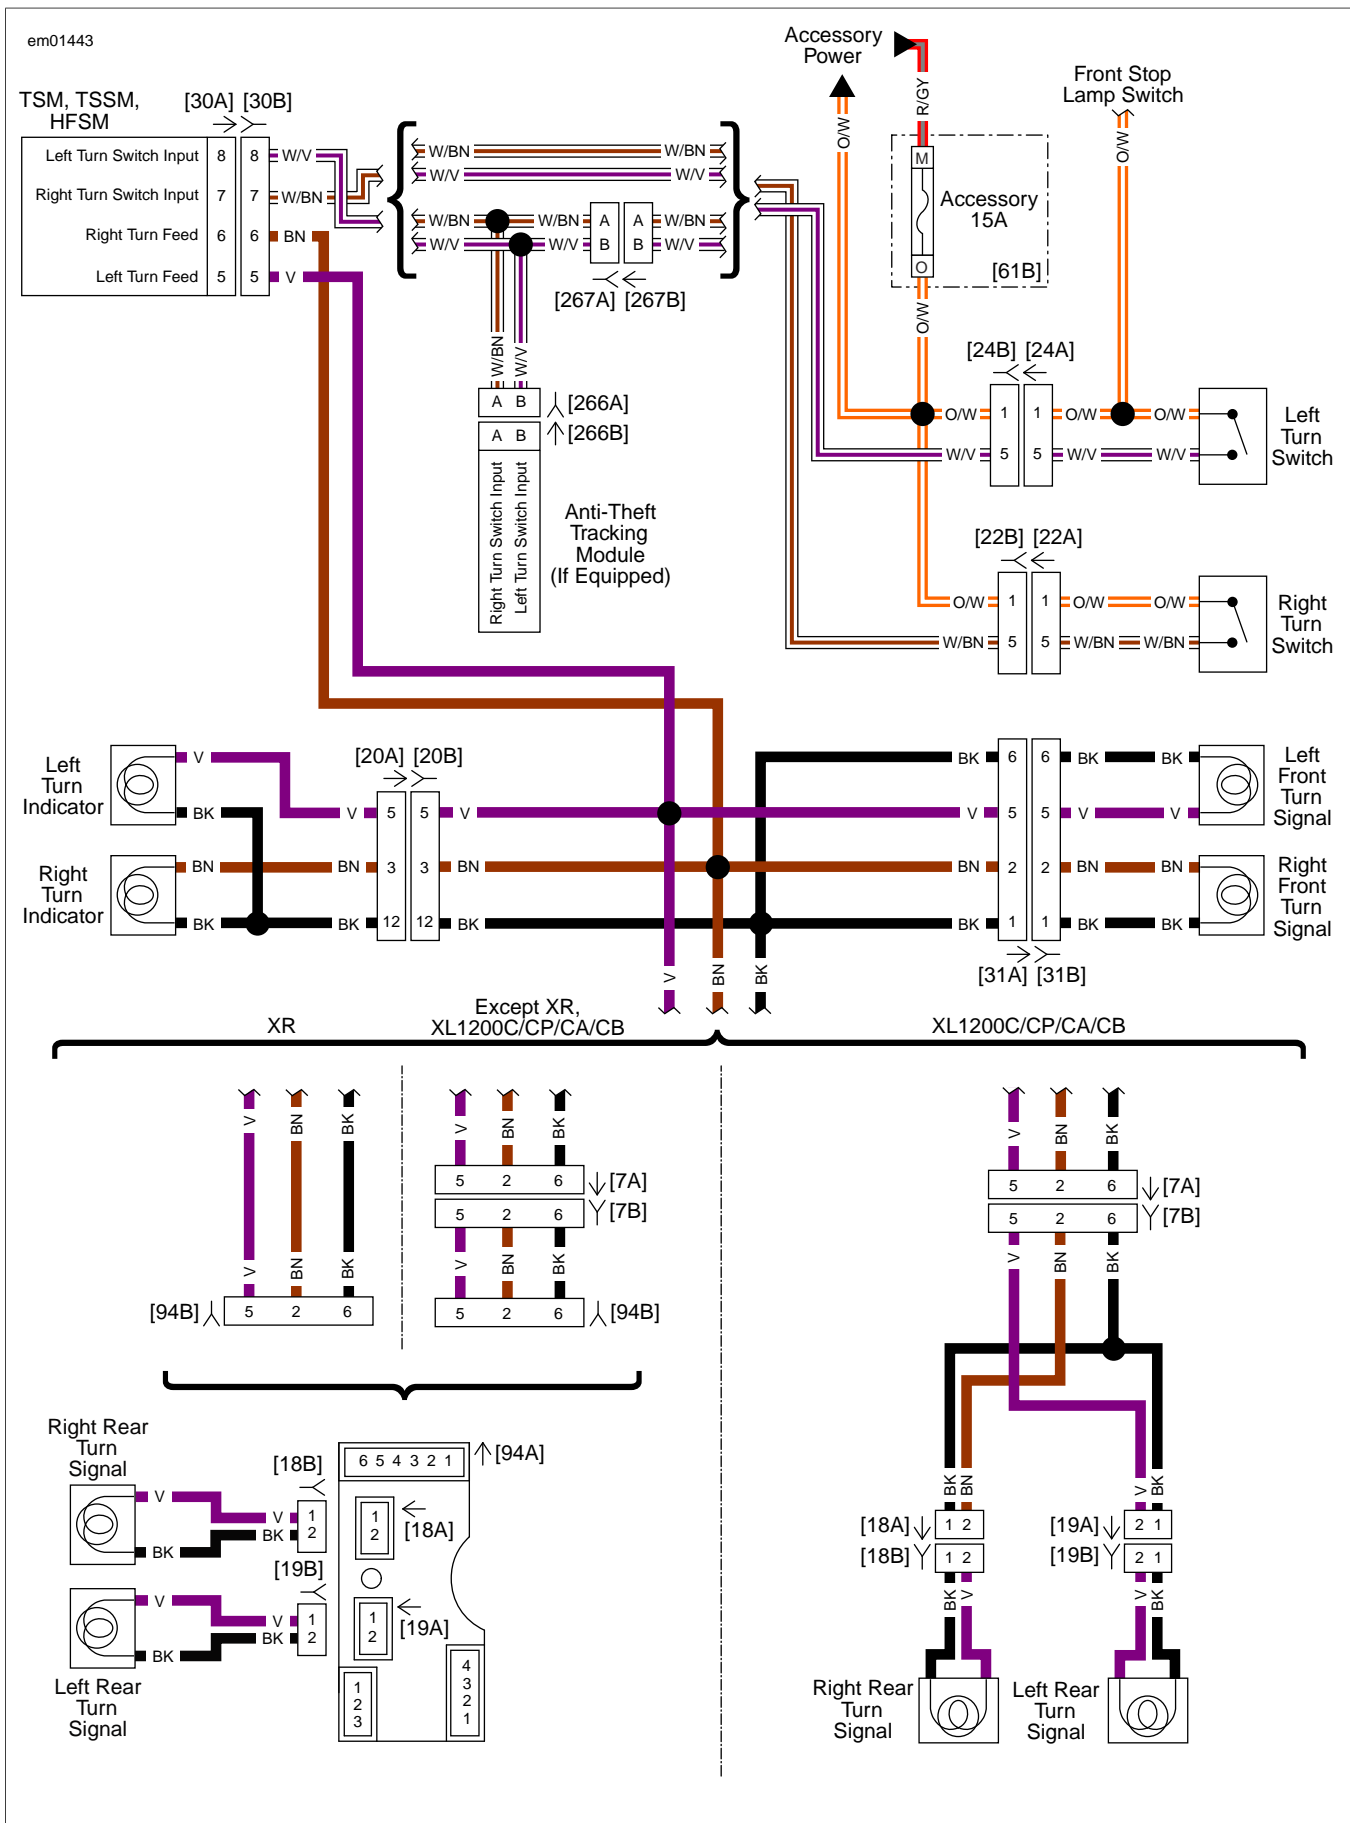 em01443
Accessory
Power
R/GY
O/W
Front Stop
Lamp Switch
O/W
TSM, TSSM,
HFSM
[30A] [30B]
Left Turn Switch Input 8 8 W/V
Right Turn Switch Input 7 7 W/BN
Right Turn Feed 6 6 BN
Left Turn Feed 5 5 V
W/BN W/BN
W/V W/V
W/BN W/BN A A W/BN
W/V W/V B B W/V
[267A] [267B]
M
Accessory
15A
O
[61B]
O/W
W/BN
W/V
A B [266A]
A B [266B]
Right Turn Switch Input
Left Turn Switch Input
Anti-Theft
Tracking
Module
(If Equipped)
[24B] [24A]
O/W 1 1 O/W O/W
W/V 5 5 W/V W/V
Left
Turn
Switch
[22B] [22A]
O/W 1 1 O/W O/W
W/BN 5 5 W/BN W/BN
Right
Turn
Switch
Left
Turn
Indicator
V
BK
[20A] [20B]
V 5 5 V
BN BN 3 3 BN
BK BK 12 12 BK
Right
Turn
Indicator
BK 6 6 BK BK
V 5 5 V V
BN 2 2 BN BN
BK 1 1 BK BK
[31A] [31B]
Left
Front
Turn
Signal
Right
Front
Turn
Signal
V BN BK
XR
Except XR,
XL1200C/CP/CA/CB
XL1200C/CP/CA/CB
V BN BK
V BN BK
[94B] 5 2 6
V BN BK
5 2 6 [7A]
5 2 6 [7B]
V BN BK
5 2 6 [94B]
V BN BK
5 2 6 [7A]
5 2 6 [7B]
V BN BK
Right Rear
Turn
Signal
V V 1
BK BK 2
[18B]
[19B]
V V 1
BK BK 2
Left Rear
Turn
Signal
6 5 4 3 2 1 [94A]
1
2
[18A]
1
2
[19A]
1
2
3
4
3
2
1
BK BN V BK
[18A] 1 2 [19A] 2 1
[18B] 1 2 [19B] 2 1
BK V V BK
Right Rear
Turn
Signal
Left Rear
Turn
Signal